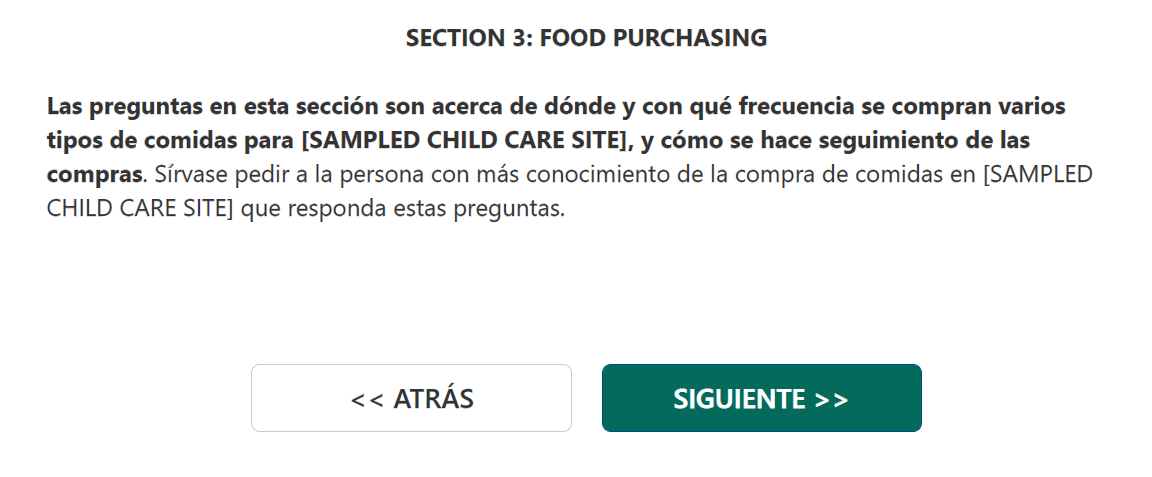 SECTION 3: FOOD PURCHASING
Las preguntas en esta sección son acerca de dónde y con qué frecuencia se compran varios
tipos de comidas para [SAMPLED CHILD CARE SITE], y cómo se hace seguimiento de las
compras. Sírvase pedir a la persona con más conocimiento de la compra de comidas en [SAMPLED
CHILD CARE SITE] que responda estas preguntas.
<< ATRÁS
SIGUIENTE >>